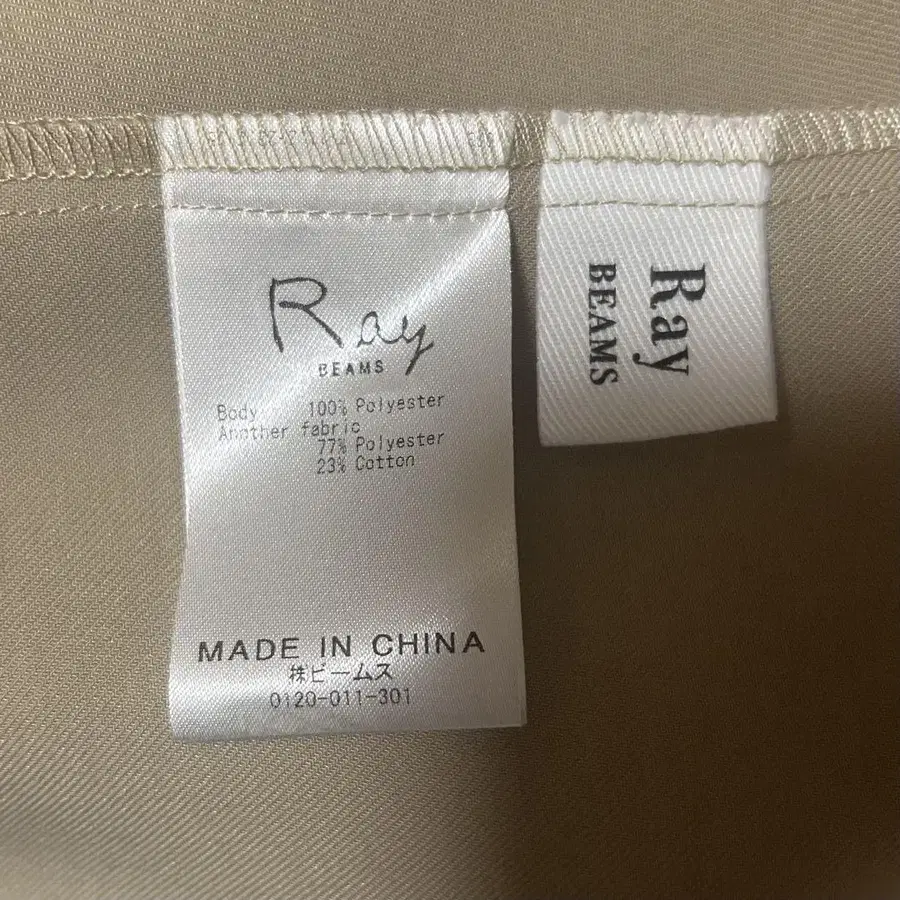 Ray
BEAMS
Body 100% Polyester
Another fabric
77% Polyester
23% Cotton
MADE IN CHINA
株ビームス
0120-011-301
Ray
BEAMS